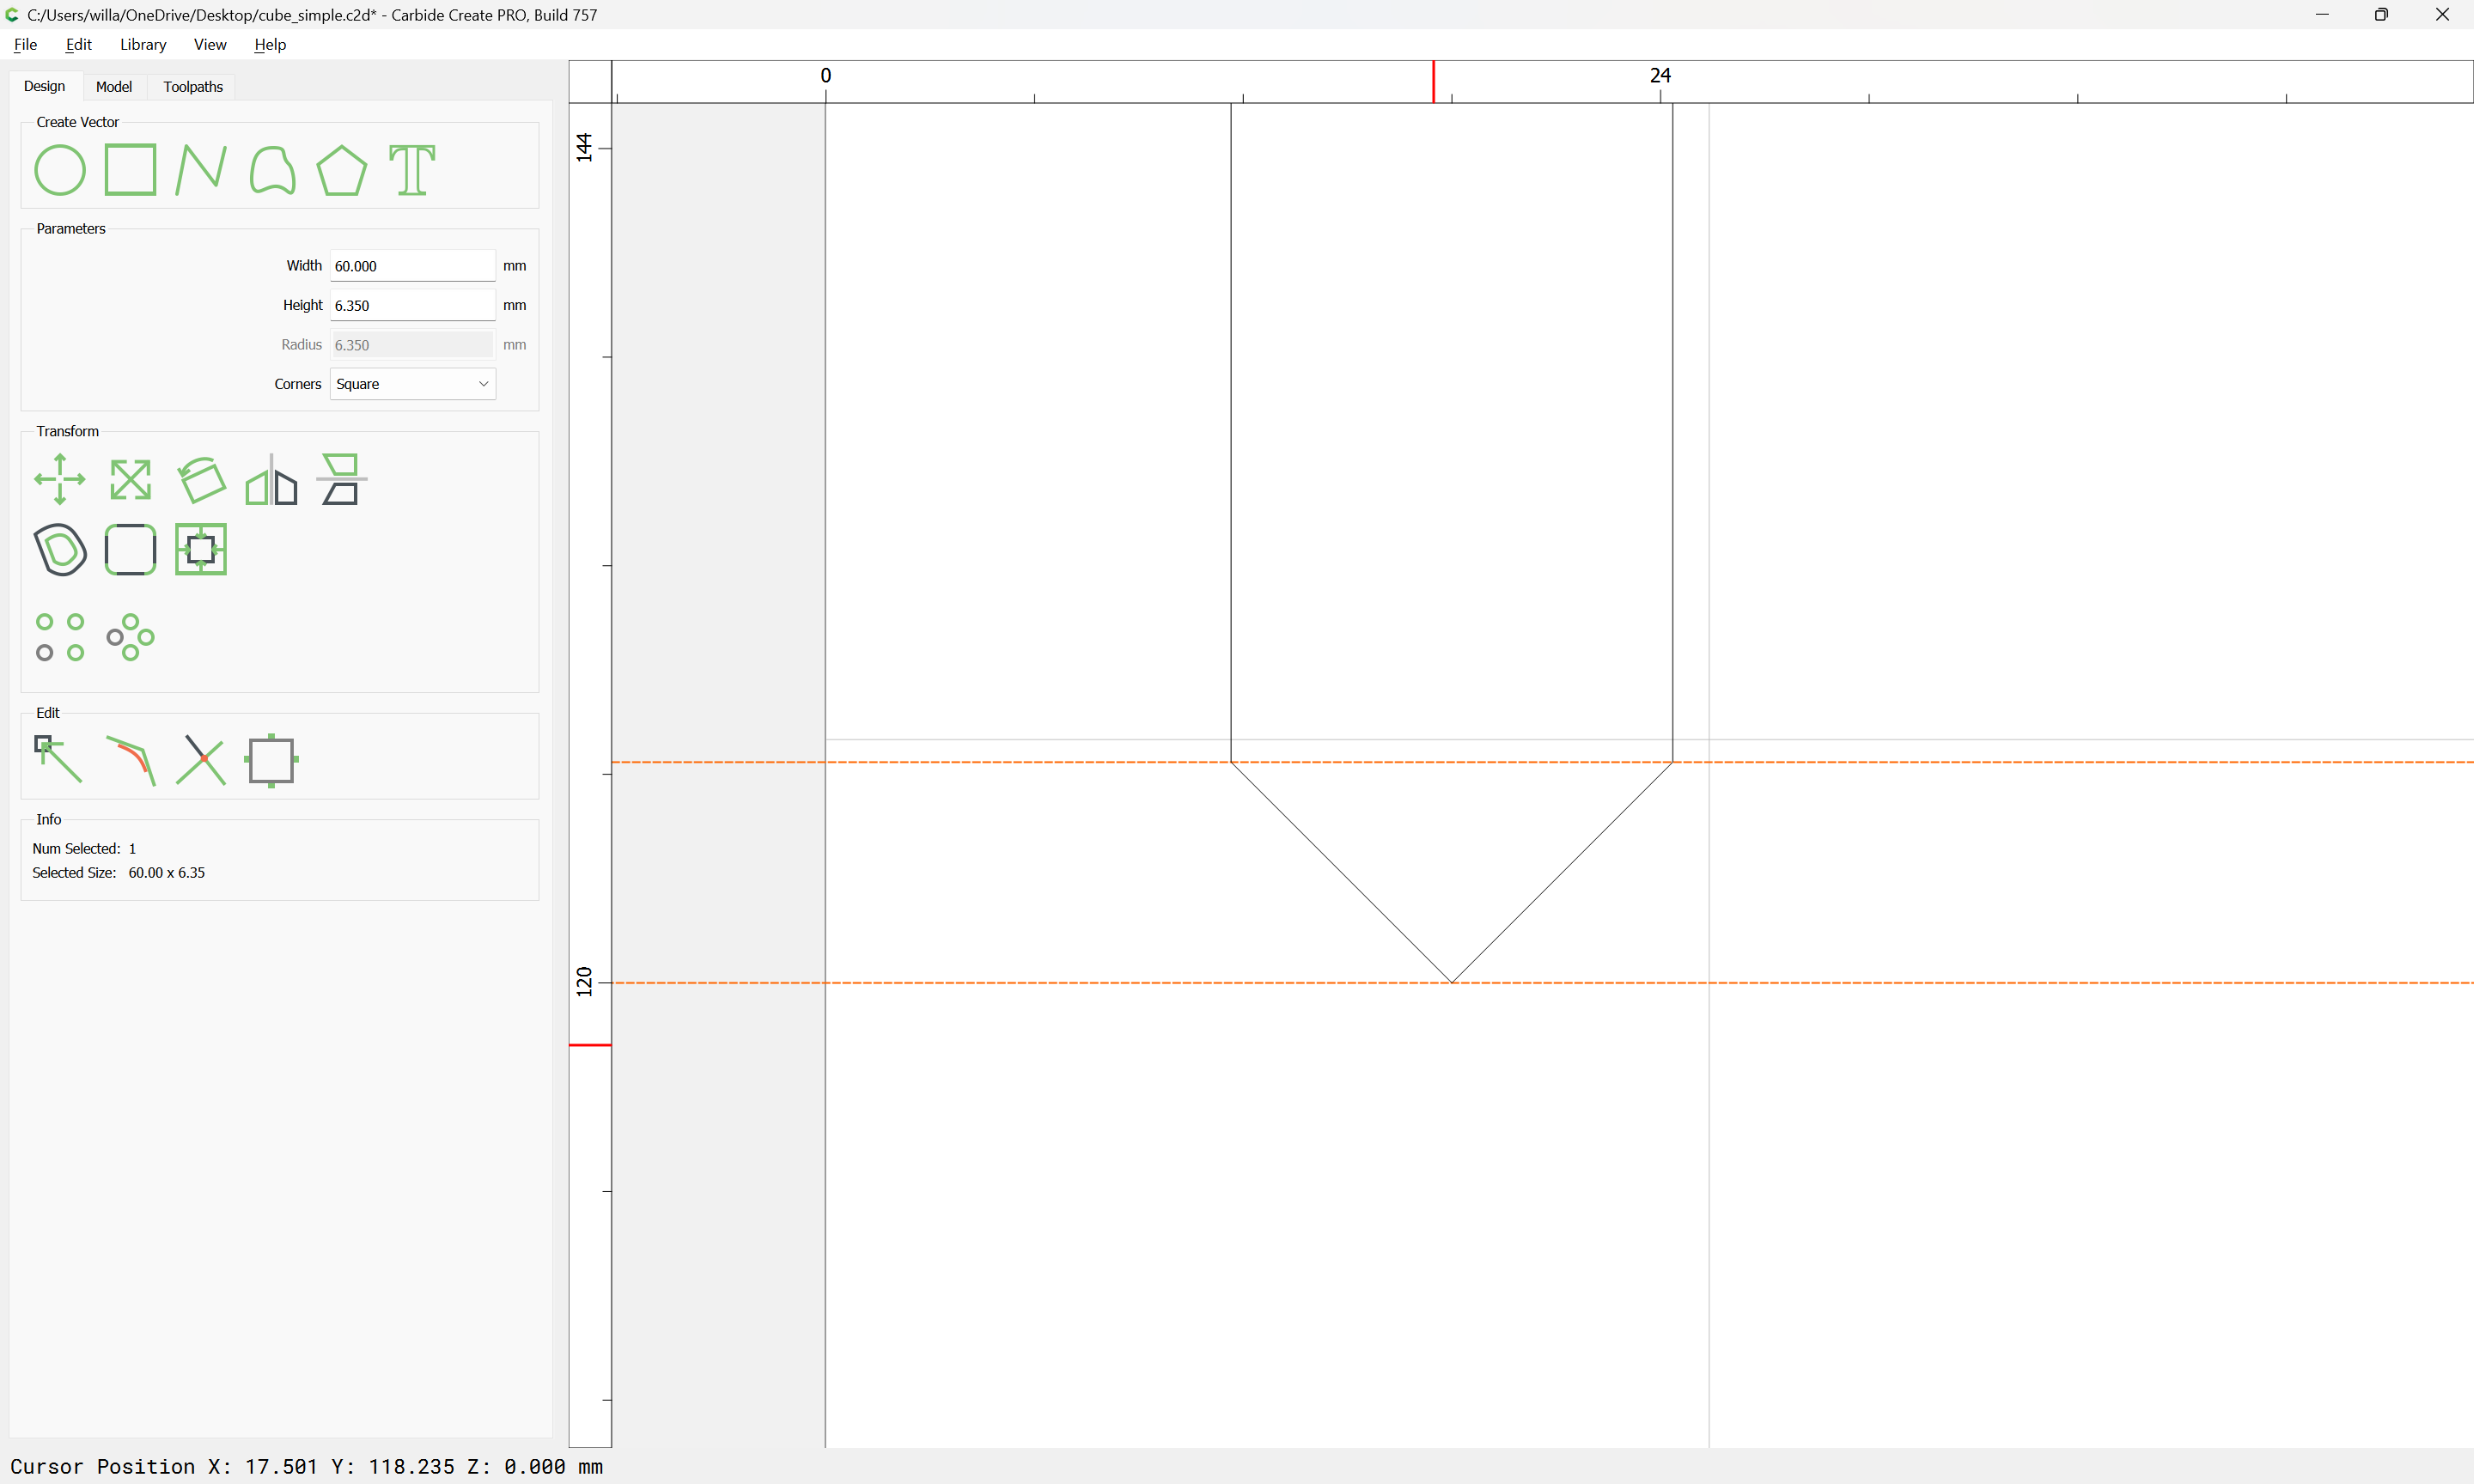 C:/Users/willa/OneDrive/Desktop/cube_simple.c2d* - Carbide Create PRO, Build 757
File Edit Library View Help
Design Model Toolpaths
Create Vector
Parameters
Width 60.000 mm
Height 6.350 mm
Radius 6.350 mm
Corners Square
Transform
Edit
Info
Num Selected: 1
Selected Size: 60.00 x 6.35
0 24
144
120
Cursor Position X: 17.501 Y: 118.235 Z: 0.000 mm